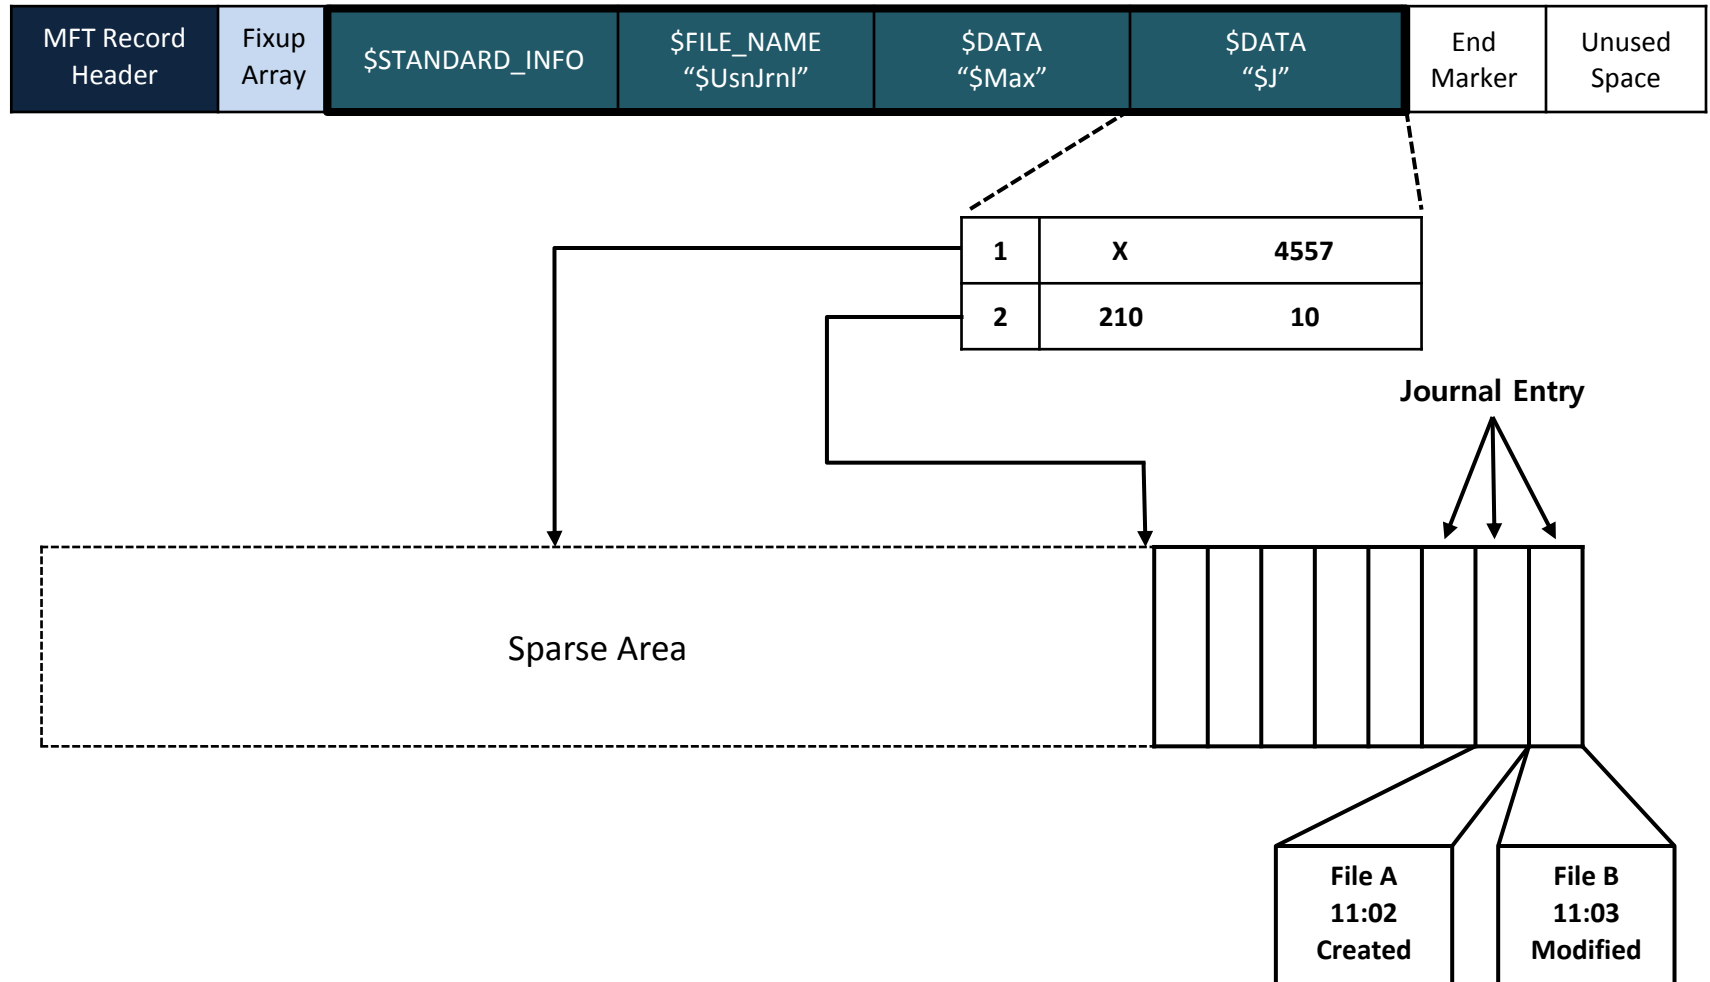 MFT Record
Header
Fixup
Array
$STANDARD_INFO
$FILE_NAME
“$UsnJrnl”
$DATA
“$Max”
$DATA
“$J”
End
Marker
Unused
Space
1 X 4557
2 210 10
Journal Entry
Sparse Area
File A
11:02
Created
File B
11:03
Modified